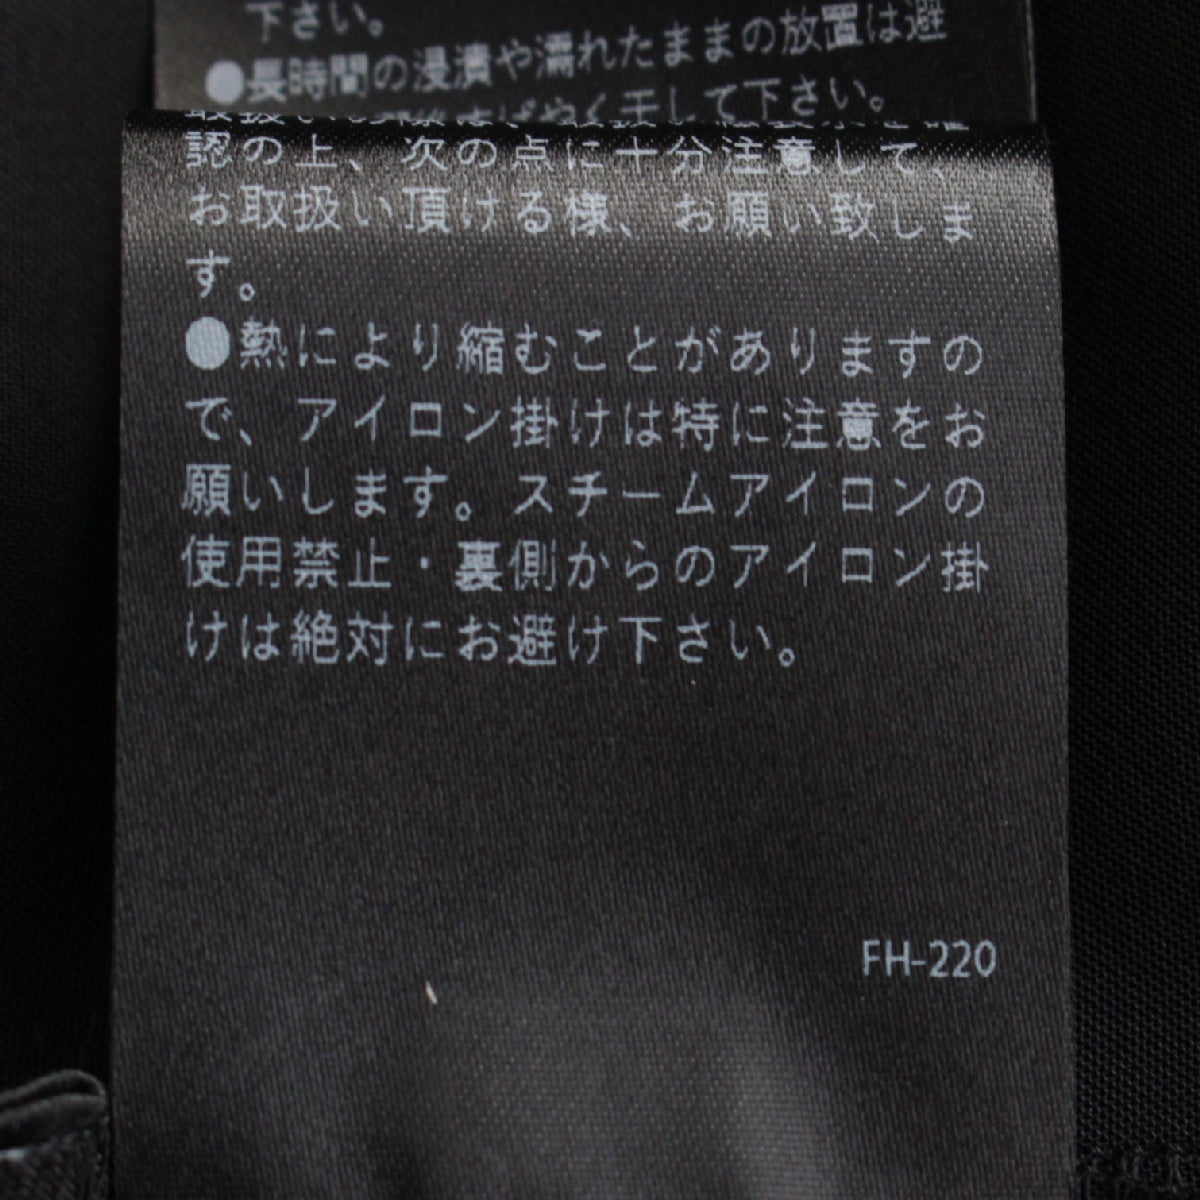 下さい。
●長時間の浸漬や濡れたままの放置は避
干して下さい。
認の上、次の点に十分注意して、
お取扱い頂ける様、お願い致しま
す。
●熱により縮むことがありますの
で、アイロン掛けは特に注意をお
願いします。スチームアイロンの
使用禁止・裏側からのアイロン掛
けは絶対にお避け下さい。
FH-220